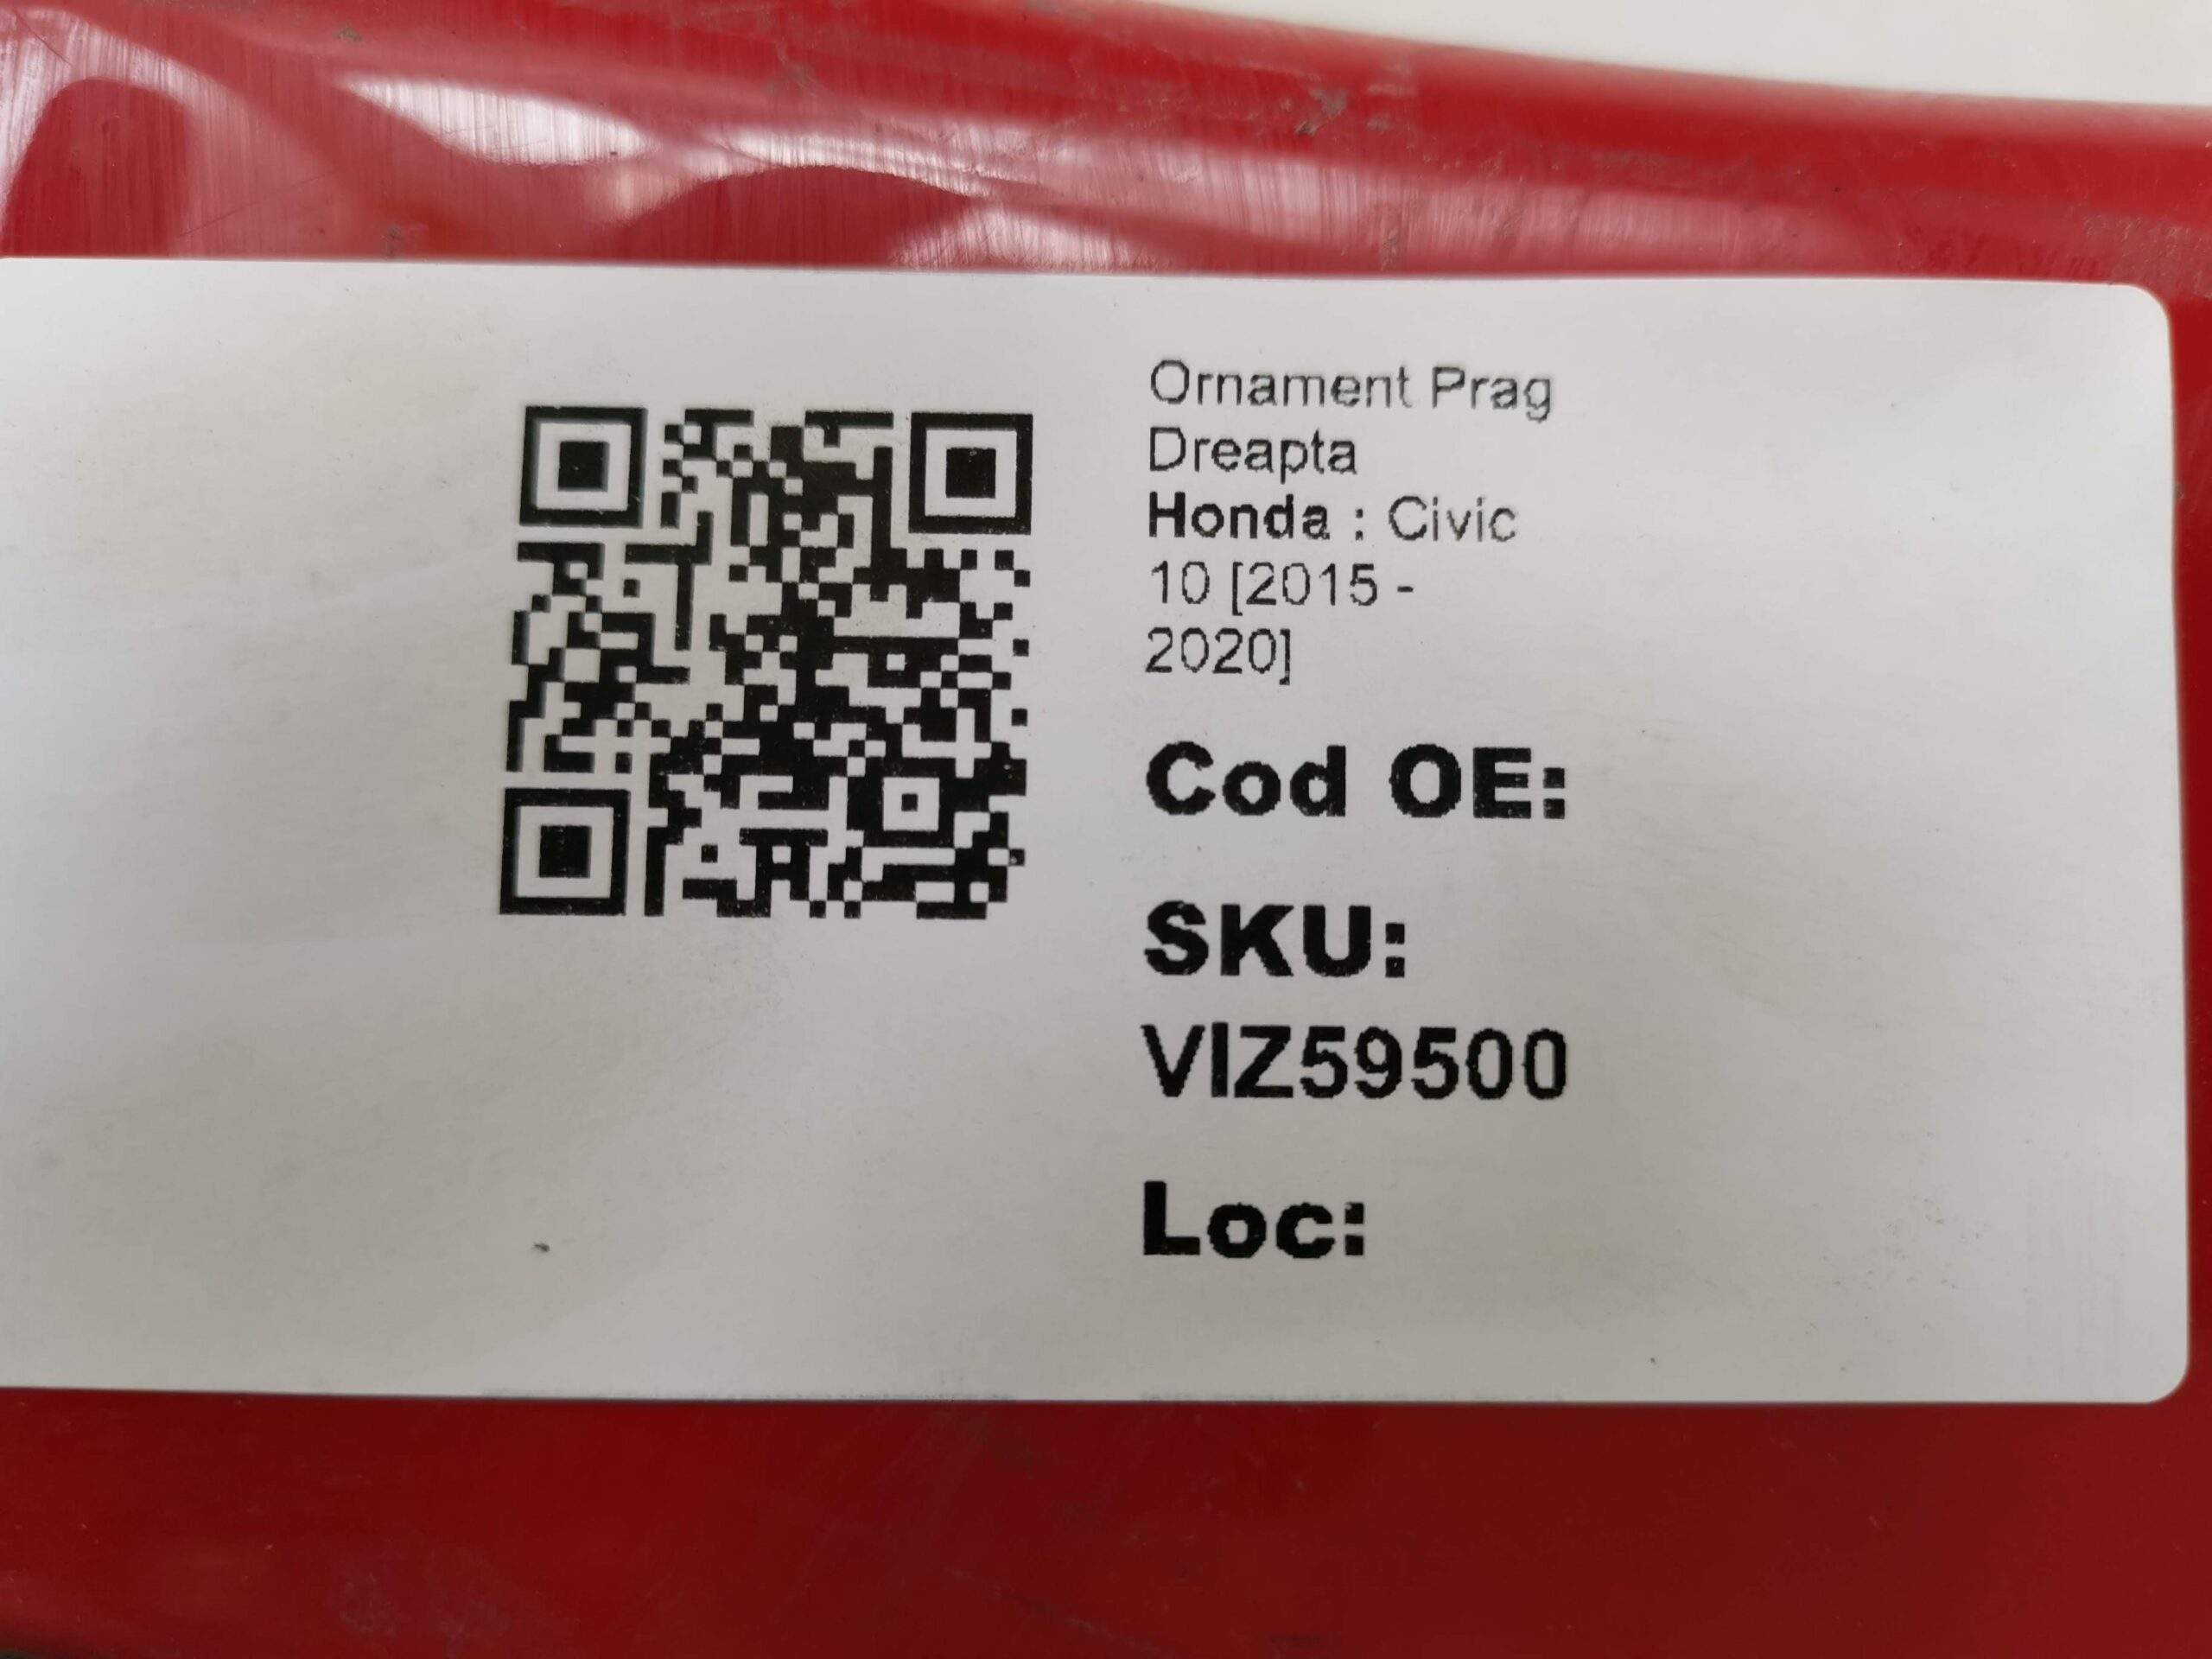 Ornament Prag
Dreapta
Honda : Civic
10 [2015 -
2020]
Cod OE:
SKU:
VIZ59500
Loc: